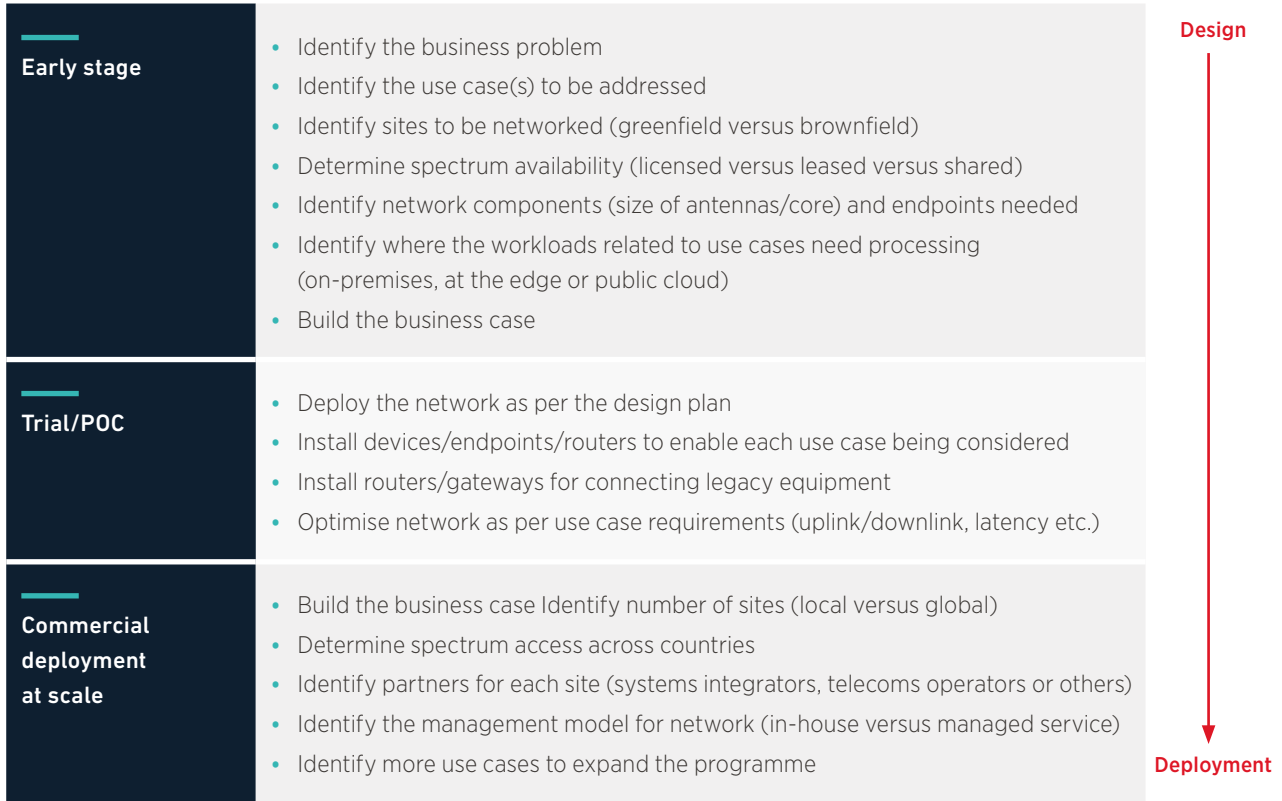 Design
Early stage
• Identify the business problem
• Identify the use case(s) to be addressed
• Identify sites to be networked (greenfield versus brownfield)
• Determine spectrum availability (licensed versus leased versus shared)
• Identify network components (size of antennas/core) and endpoints needed
• Identify where the workloads related to use cases need processing
(on-premises, at the edge or public cloud)
• Build the business case
Trial/POC
• Deploy the network as per the design plan
• Install devices/endpoints/routers to enable each use case being considered
• Install routers/gateways for connecting legacy equipment
• Optimise network as per use case requirements (uplink/downlink, latency etc.)
Commercial
deployment
at scale
• Build the business case Identify number of sites (local versus global)
• Determine spectrum access across countries
• Identify partners for each site (systems integrators, telecoms operators or others)
• Identify the management model for network (in-house versus managed service)
• Identify more use cases to expand the programme
Deployment